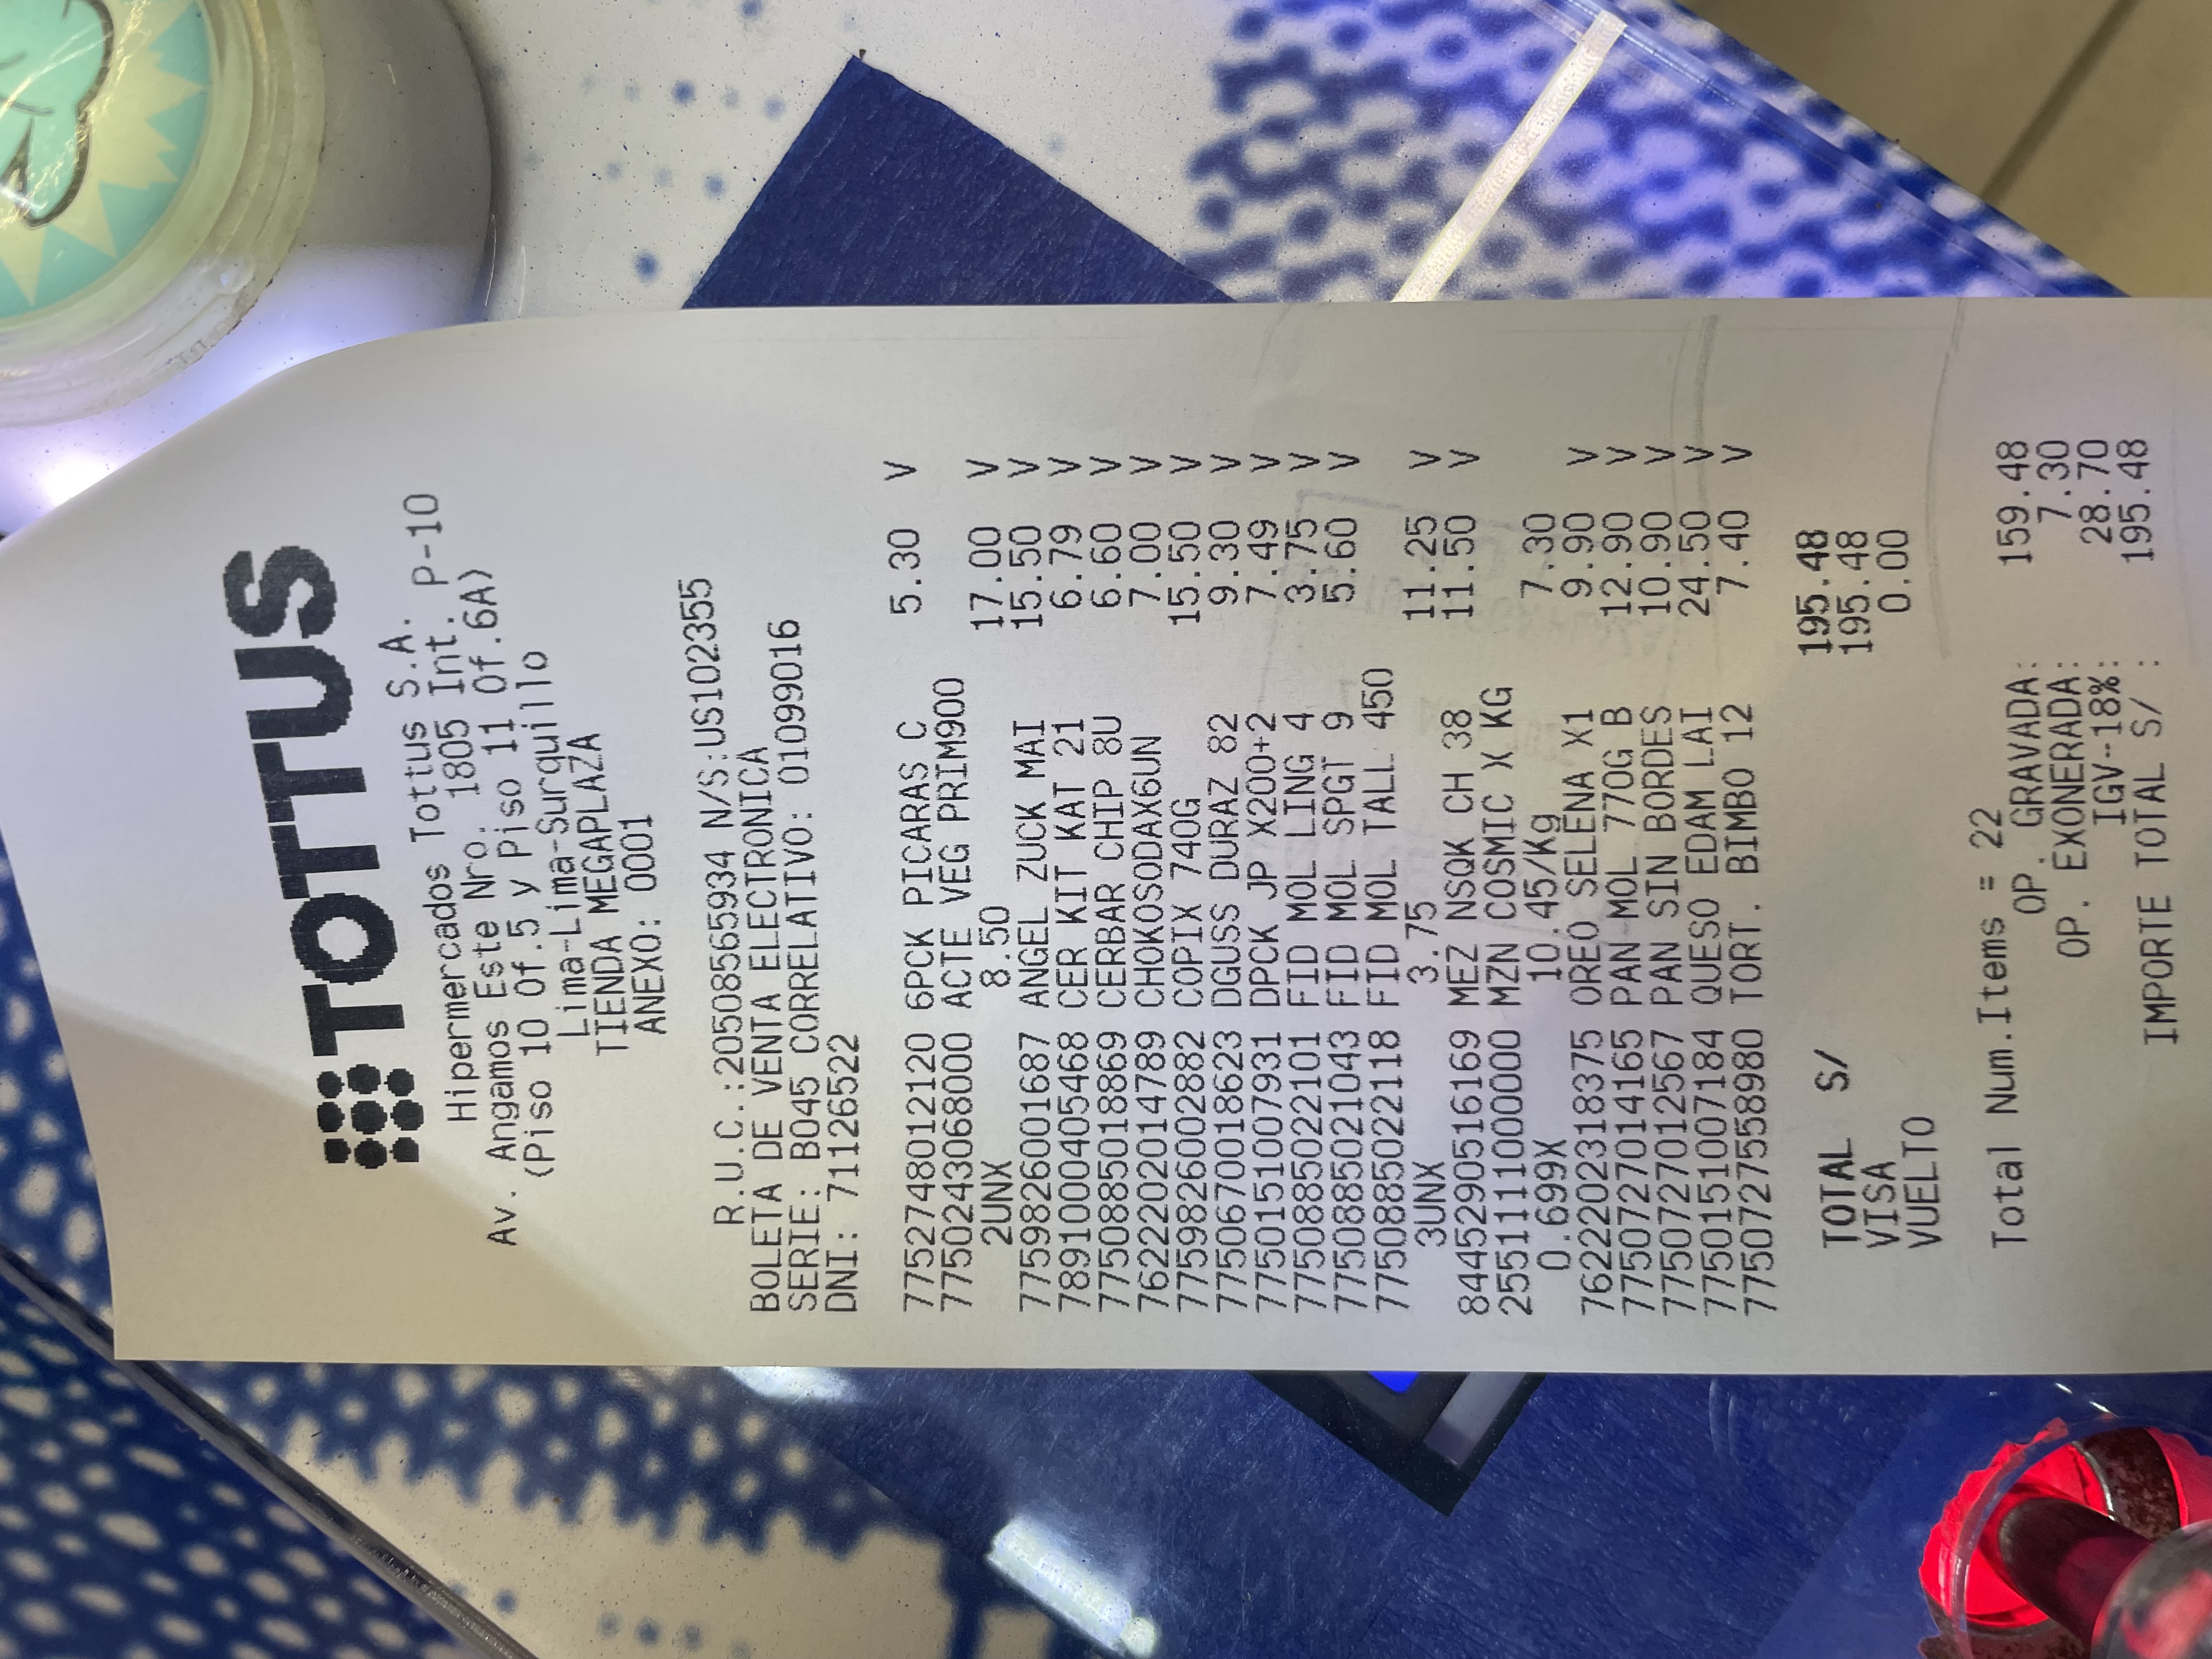 TOTTUS
Hipermercados Tottus S.A.
Av. Angamos Este Nro. 1805 Int. P-10
(Piso 10 Of.5 y Piso 11 Of.6A)
Lima-Lima-Surquillo
TIENDA MEGAPLAZA
ANEXO: 0001
R.U.C.:20508565934 N/S:US102355
BOLETA DE VENTA ELECTRONICA
SERIE: B045 CORRELATIVO: 01099016
DNI: 71126522
7752748012120 6PCK PICARAS C 5.30 V
7750243068000 ACTE VEG PRIM900
2UNX 8.50 17.00 V
7759826001687 ANGEL ZUCK MAI 15.50 V
7891000405468 CER KIT KAT 21 6.79 V
7750885018869 CERBAR CHIP 8U 6.60 V
7622202014789 CHOKOSODAX6UN 7.00 V
7759826002882 COPIX 740G 15.50 V
7750670018623 DGUSS DURAZ 82 9.30 V
7750151007931 DPCK JP X200+2 7.49 V
7750885022101 FID MOL LING 4 3.75 V
7750885021043 FID MOL SPGT 9 5.60 V
7750885022118 FID MOL TALL 450
3UNX 3.75 11.25 V
8445290516169 MEZ NSQK CH 38 11.50 V
2551111000000 MZN COSMIC X KG
0.699X 10.45/Kg 7.30
7622202318375 OREO SELENA X1 9.90 V
7750727014165 PAN MOL 770G B 12.90 V
7750727012567 PAN SIN BORDES 10.90 V
7750151007184 QUESO EDAM LAI 24.50 V
7750727558980 TORT. BIMBO 12 7.40 V
TOTAL S/ 195.48
VISA 195.48
VUELTO 0.00
Total Num.Items = 22
OP. GRAVADA: 159.48
OP. EXONERADA: 7.30
IGV-18%: 28.70
IMPORTE TOTAL S/ : 195.48